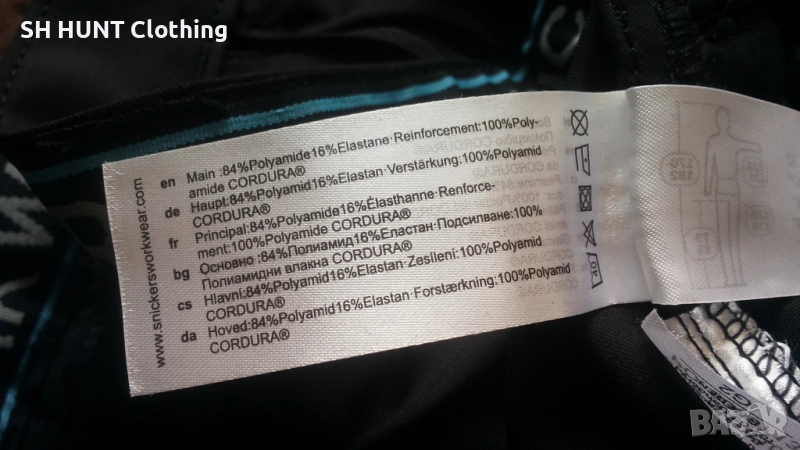 SH HUNT Clothing
www.snickersworkwear.com
en Main :84%Polyamide16%Elastane·Reinforcement:100%Poly-
amide CORDURA®
de Haupt:84%Polyamid16%Elastan·Verstärkung:100%Polyamid
CORDURA®
fr Principal:84%Polyamide16%Élasthanne·Renforce-
ment:100%Polyamide CORDURA®
bg Основно :84%Полиамид16%Еластан·Подсилване:100%
Полиамидни влакна CORDURA®
cs Hlavní:84%Polyamid16%Elastan·Zesílení:100%Polyamid
CORDURA®
da Hoved:84%Polyamid16%Elastan·Forstærkning:100%Polyamid
CORDURA®
BAZAR